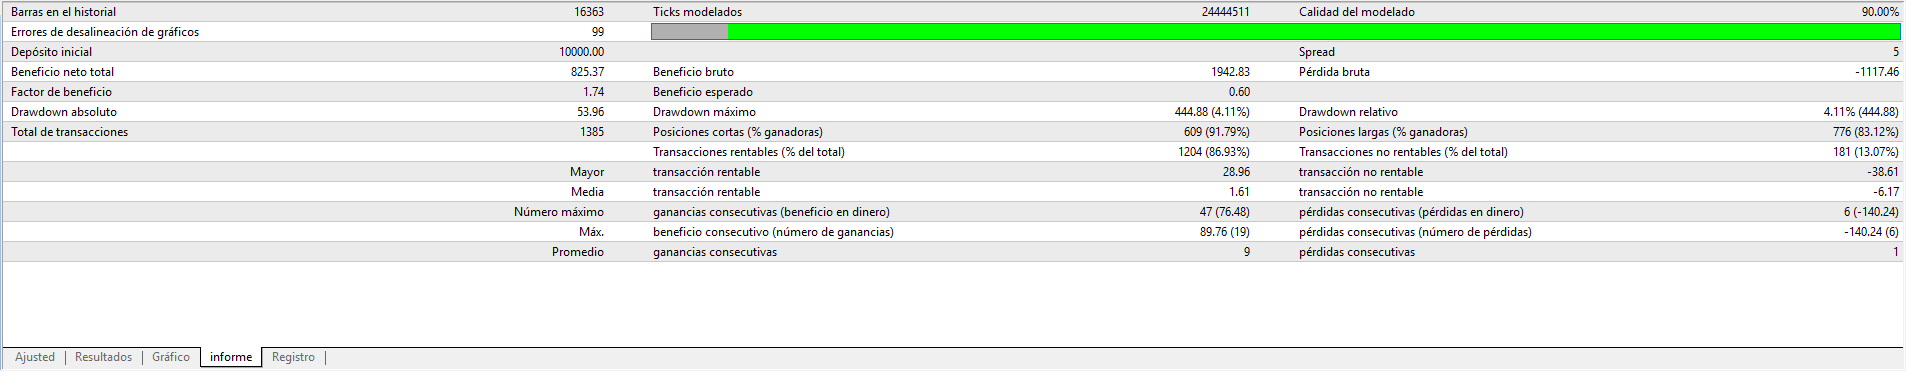 Barras en el historial 16363 Ticks modelados 24444511 Calidad del modelado 90.00%
Errores de desalineación de gráficos 99
Depósito inicial 10000.00 Spread 5
Beneficio neto total 825.37 Beneficio bruto 1942.83 Pérdida bruta -1117.46
Factor de beneficio 1.74 Beneficio esperado 0.60
Drawdown absoluto 53.96 Drawdown máximo 444.88 (4.11%) Drawdown relativo 4.11% (444.88)
Total de transacciones 1385 Posiciones cortas (% ganadoras) 609 (91.79%) Posiciones largas (% ganadoras) 776 (83.12%)
Transacciones rentables (% del total) 1204 (86.93%) Transacciones no rentables (% del total) 181 (13.07%)
Mayor transacción rentable 28.96 transacción no rentable -38.61
Media transacción rentable 1.61 transacción no rentable -6.17
Número máximo ganancias consecutivas (beneficio en dinero) 47 (76.48) pérdidas consecutivas (pérdidas en dinero) 6 (-140.24)
Máx. beneficio consecutivo (número de ganancias) 89.76 (19) pérdidas consecutivas (número de pérdidas) -140.24 (6)
Promedio ganancias consecutivas 9 pérdidas consecutivas 1
Ajusted | Resultados | Gráfico informe Registro |